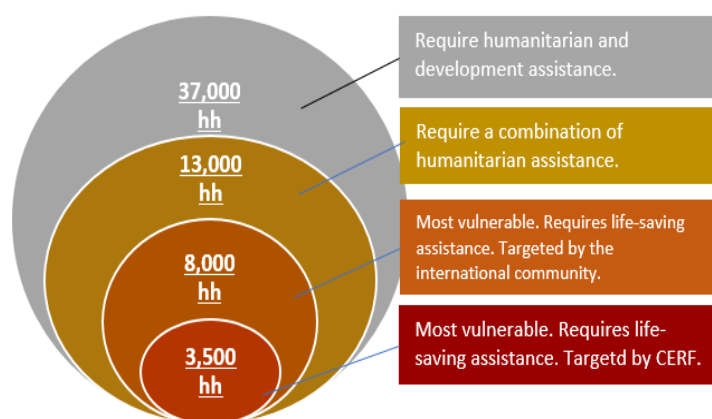 37,000
hh
Require humanitarian and
development assistance.
13,000
hh
Require a combination of
humanitarian assistance.
8,000
hh
Most vulnerable. Requires life-saving
assistance. Targeted by the
international community.
3,500
hh
Most vulnerable. Requires life-
saving assistance. Targetd by CERF.